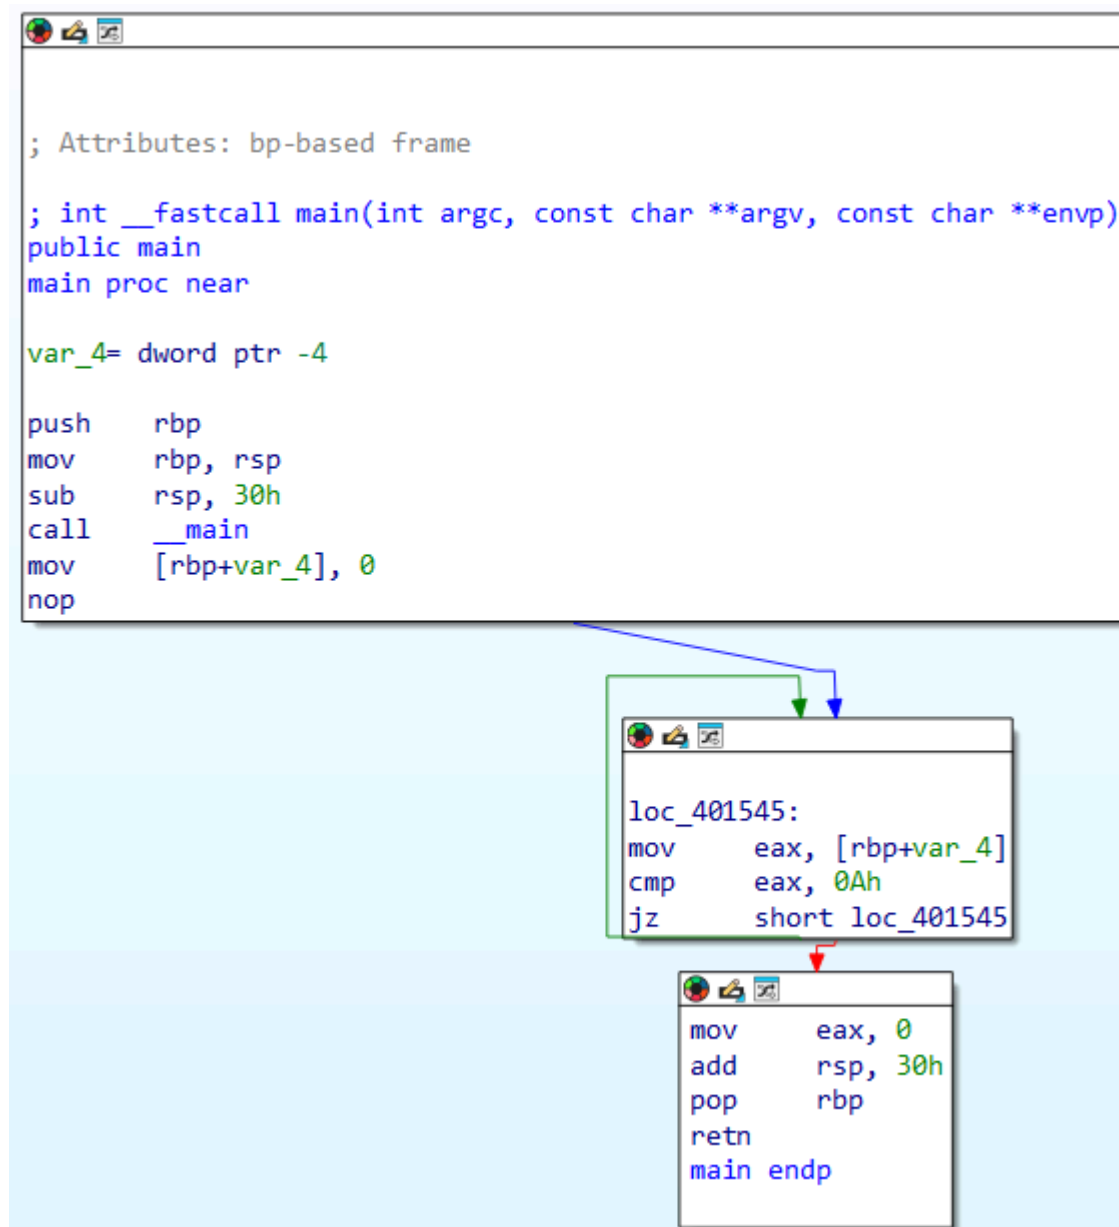 ; Attributes: bp-based frame
; int __fastcall main(int argc, const char **argv, const char **envp)
public main
main proc near
var_4= dword ptr -4
push rbp
mov rbp, rsp
sub rsp, 30h
call __main
mov [rbp+var_4], 0
nop
loc_401545:
mov eax, [rbp+var_4]
cmp eax, 0Ah
jz short loc_401545
mov eax, 0
add rsp, 30h
pop rbp
retn
main endp